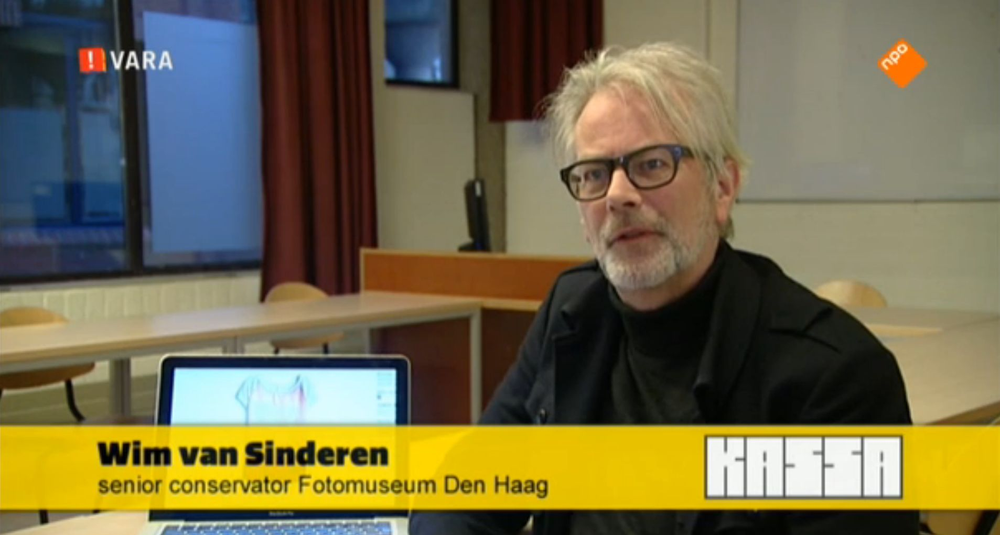 ! VARA
npo
Wim van Sinderen
senior conservator Fotomuseum Den Haag
KASSA